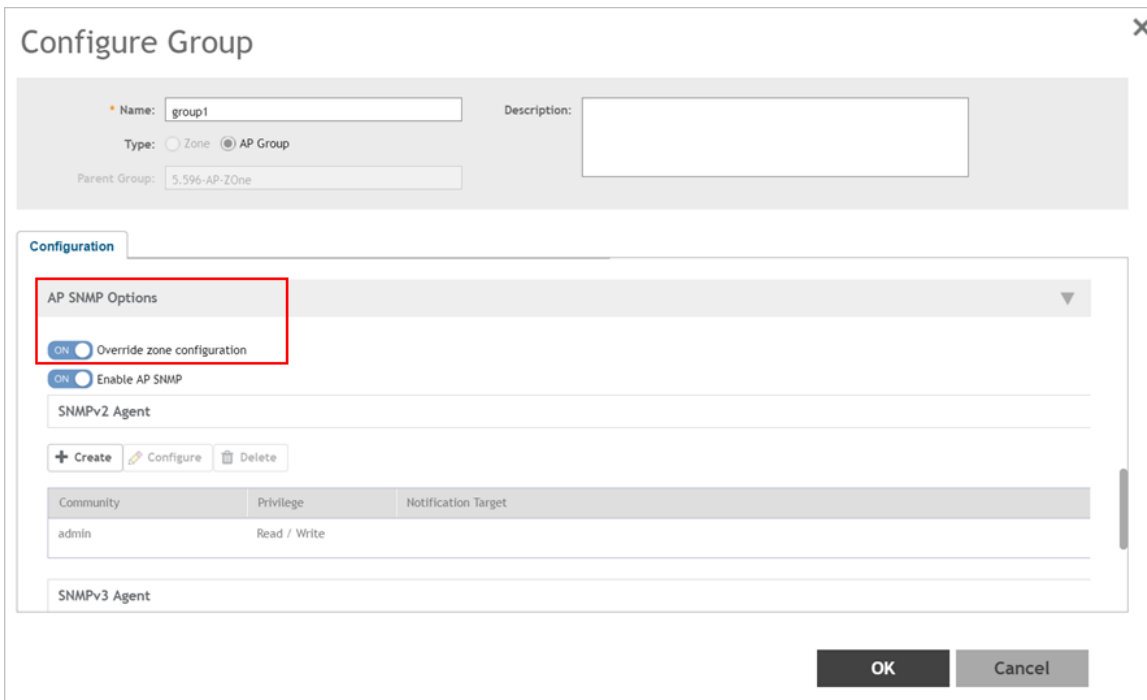 Configure Group
* Name: group1
Description:
Type: Zone AP Group
Parent Group: 5.596-AP-ZOne
Configuration
AP SNMP Options
ON Override zone configuration
ON Enable AP SNMP
SNMPv2 Agent
+ Create Configure Delete
Community Privilege Notification Target
admin Read / Write
SNMPv3 Agent
OK Cancel